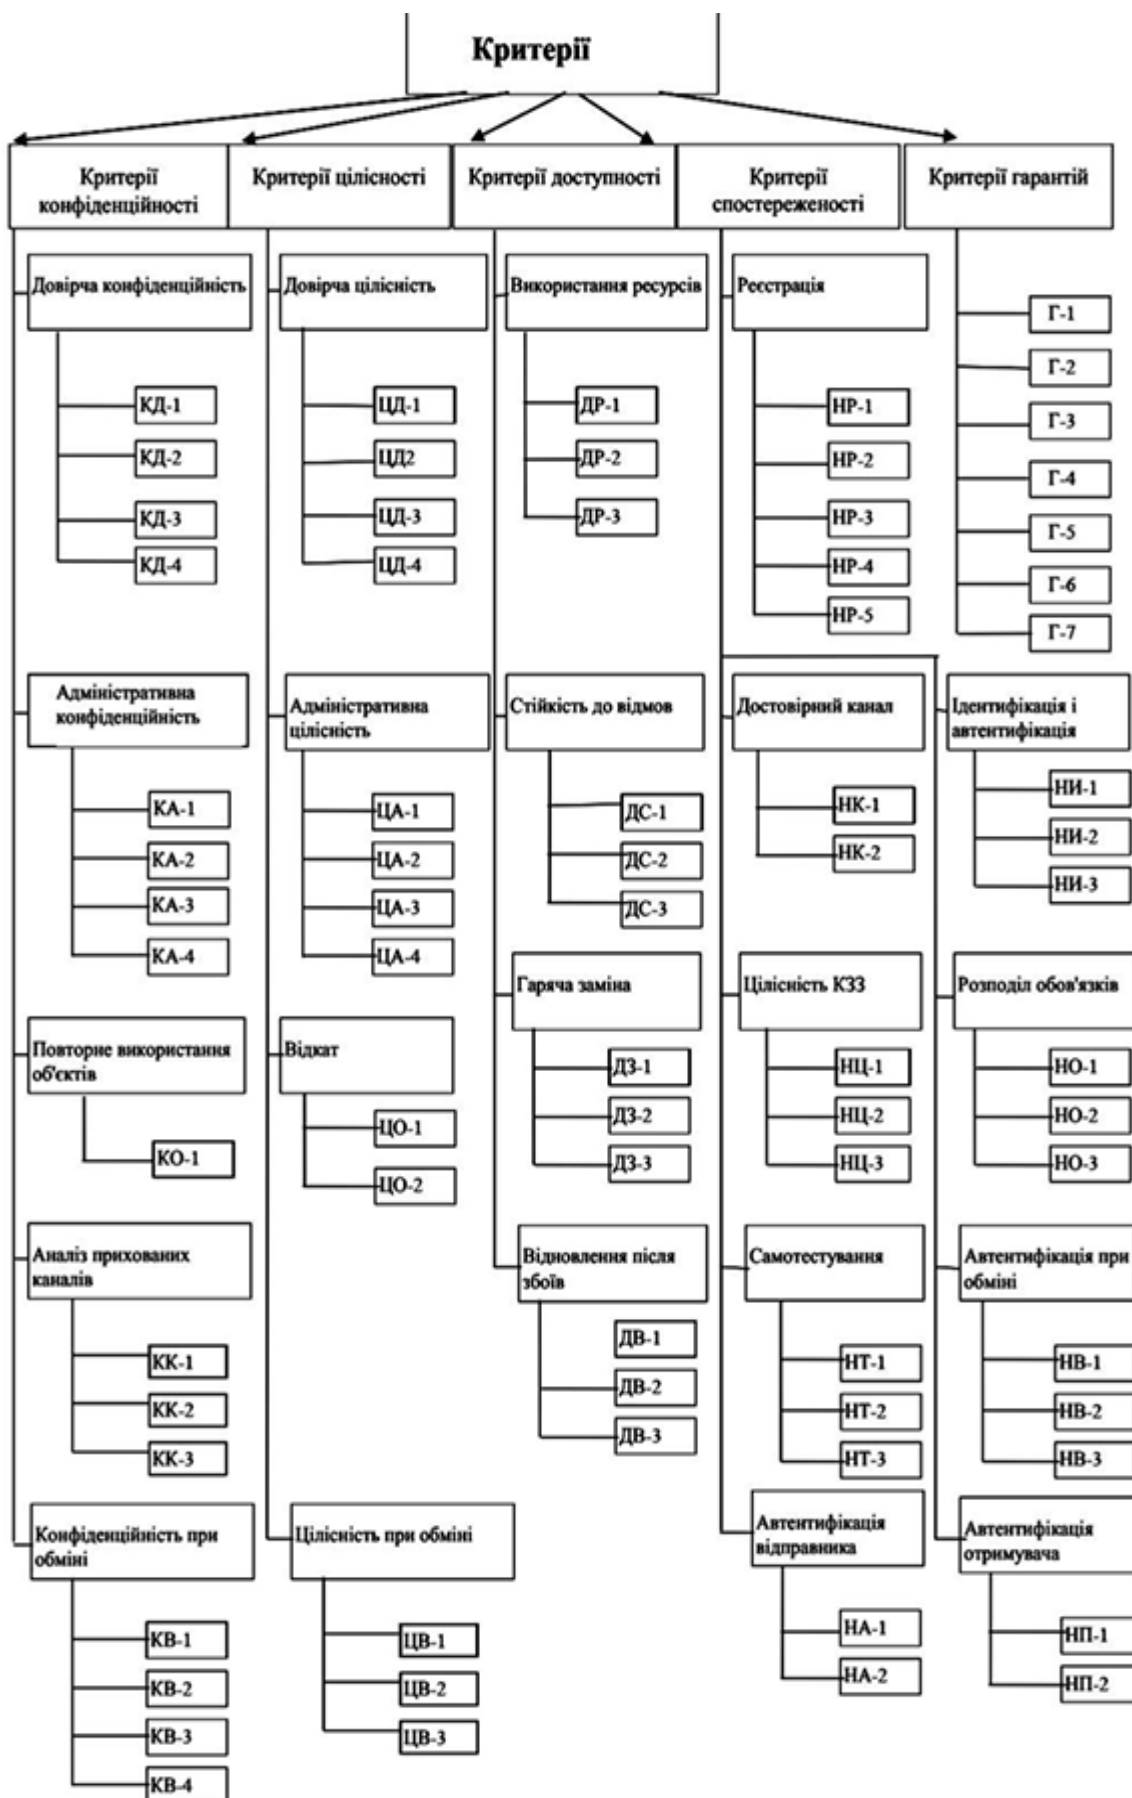 Критерії
Критерії
конфіденційності
Критерії цілісності
Критерії доступності
Критерії
спостереженості
Критерії гарантій
Довірча конфіденційність
КД-1
КД-2
КД-3
КД-4
Адміністративна
конфіденційність
КА-1
КА-2
КА-3
КА-4
Повторне використання
об'єктів
КО-1
Аналіз прихованих
каналів
КК-1
КК-2
КК-3
Конфіденційність при
обміні
КВ-1
КВ-2
КВ-3
КВ-4
Довірча цілісність
ЦД-1
ЦД2
ЦД-3
ЦД-4
Адміністративна
цілісність
ЦА-1
ЦА-2
ЦА-3
ЦА-4
Відкат
ЦО-1
ЦО-2
Цілісність при обміні
ЦВ-1
ЦВ-2
ЦВ-3
Використання ресурсів
ДР-1
ДР-2
ДР-3
Стійкість до відмов
ДС-1
ДС-2
ДС-3
Гаряча заміна
ДЗ-1
ДЗ-2
ДЗ-3
Відновлення після
збоїв
ДВ-1
ДВ-2
ДВ-3
Реєстрація
НР-1
НР-2
НР-3
НР-4
НР-5
Достовірний канал
НК-1
НК-2
Цілісність КЗЗ
НЦ-1
НЦ-2
НЦ-3
Самотестування
НТ-1
НТ-2
НТ-3
Автентифікація
відправника
НА-1
НА-2
Г-1
Г-2
Г-3
Г-4
Г-5
Г-6
Г-7
Ідентифікація і
автентифікація
НИ-1
НИ-2
НИ-3
Розподіл обов'язків
НО-1
НО-2
НО-3
Автентифікація при
обміні
НВ-1
НВ-2
НВ-3
Автентифікація
отримувача
НП-1
НП-2